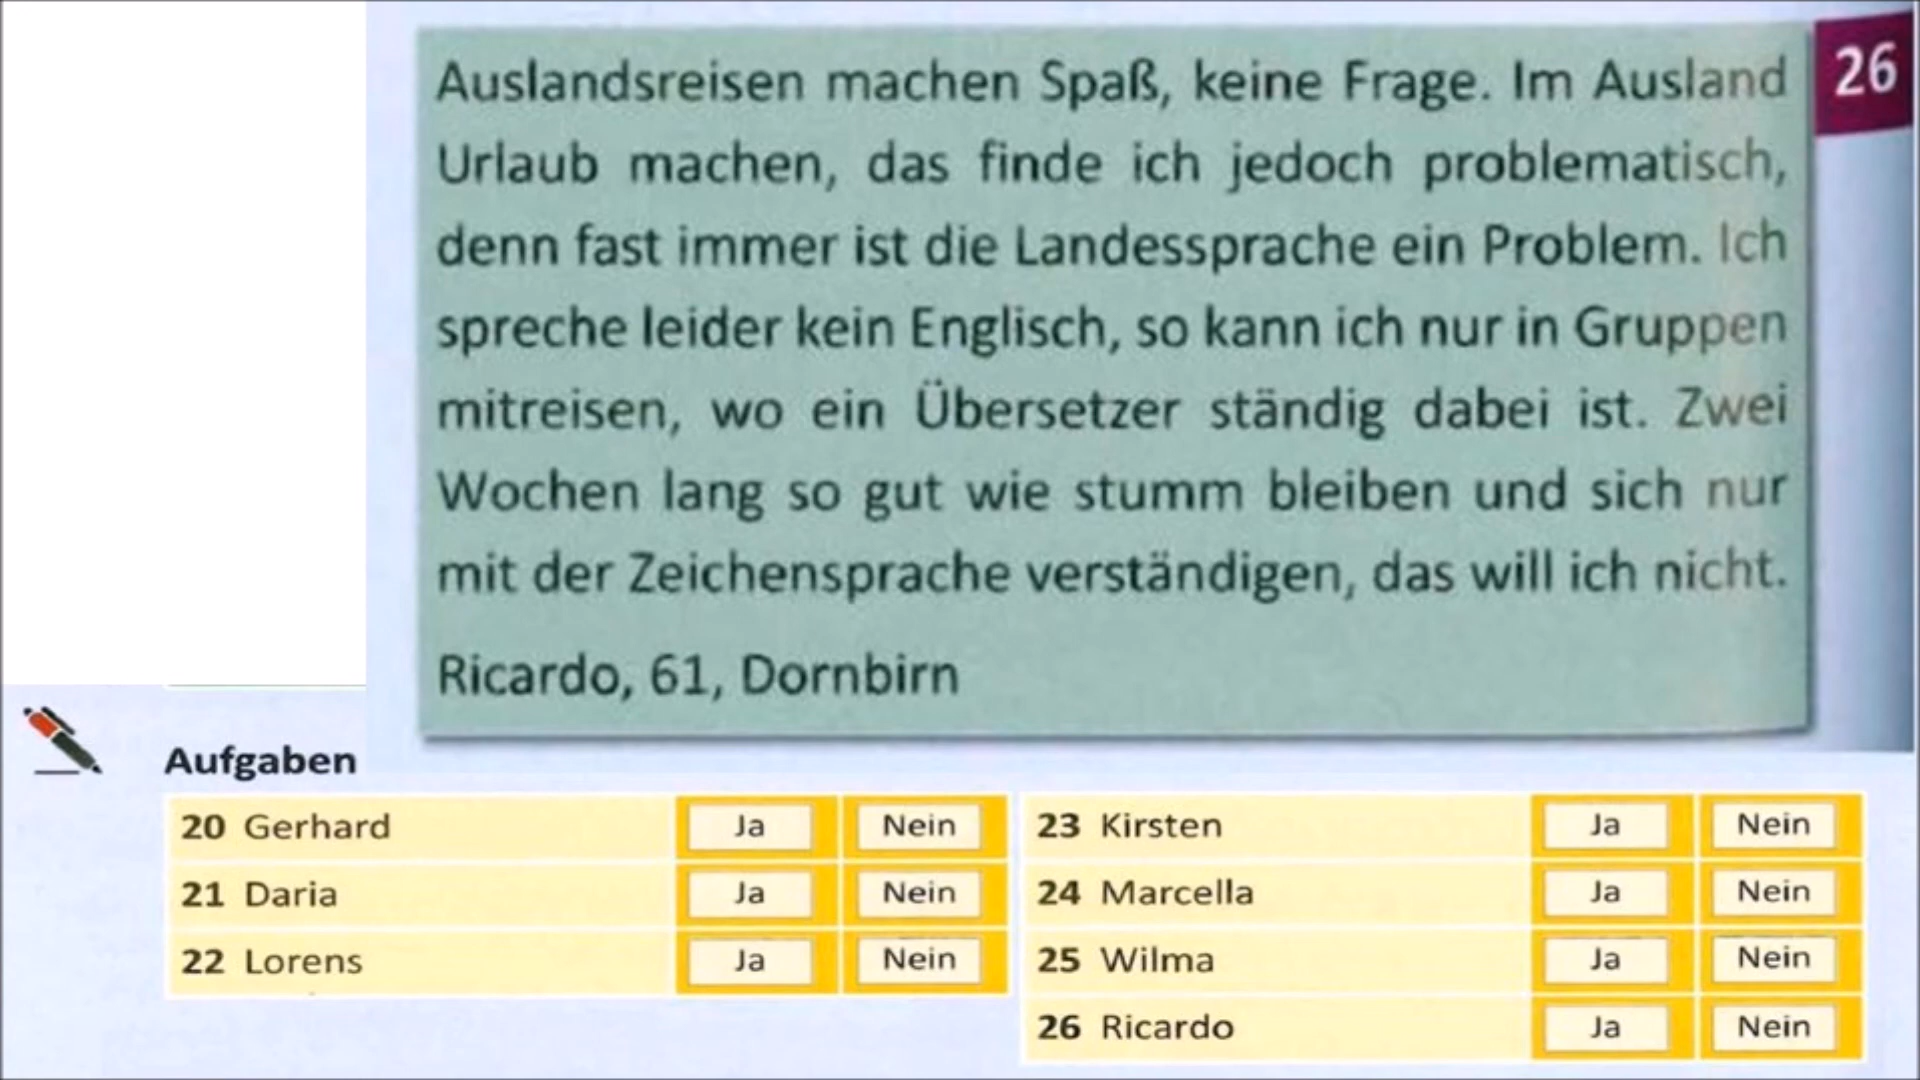 Auslandsreisen machen Spaß, keine Frage. Im Ausland
Urlaub machen, das finde ich jedoch problematisch,
denn fast immer ist die Landessprache ein Problem. Ich
spreche leider kein Englisch, so kann ich nur in Gruppen
mitreisen, wo ein Übersetzer ständig dabei ist. Zwei
Wochen lang so gut wie stumm bleiben und sich nur
mit der Zeichensprache verständigen, das will ich nicht.
Ricardo, 61, Dornbirn
26
Aufgaben
20 Gerhard Ja Nein
21 Daria Ja Nein
22 Lorens Ja Nein
23 Kirsten Ja Nein
24 Marcella Ja Nein
25 Wilma Ja Nein
26 Ricardo Ja Nein